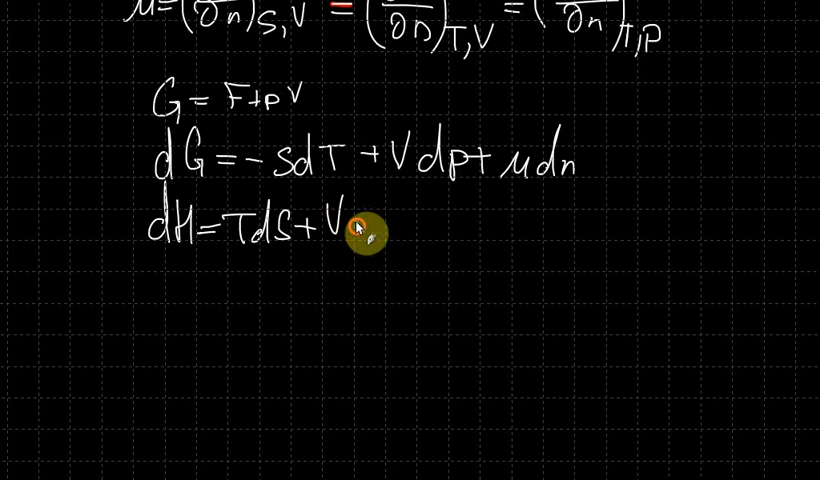 μ=(∂n)S,V = (∂n)T,V = (∂n)T,P
G = F+pV
dG = - SdT + Vdp + μdn
dH = TdS + V